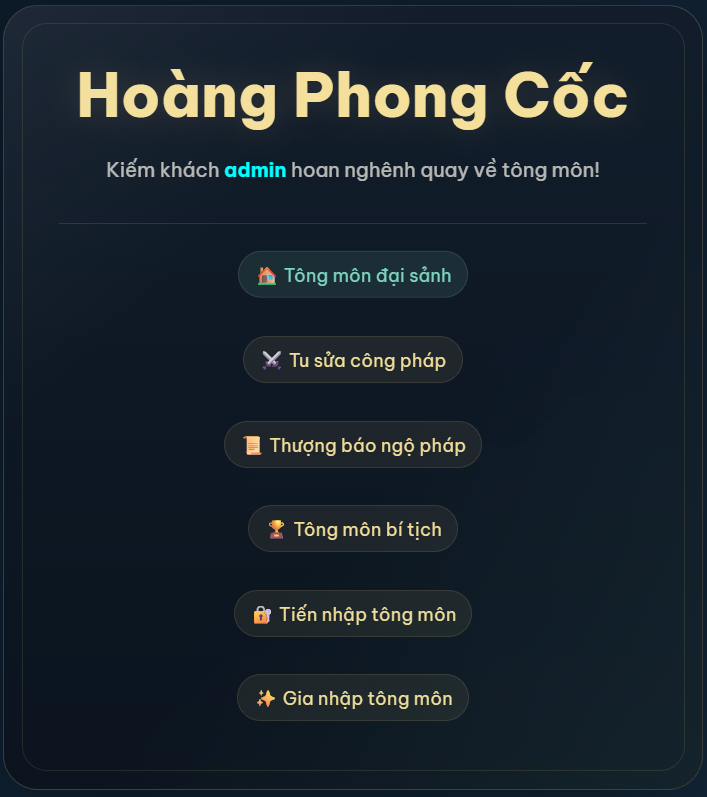 Hoàng Phong Cốc
Kiếm khách admin hoan nghênh quay về tông môn!
Tông môn đại sảnh
Tu sửa công pháp
Thượng báo ngộ pháp
Tông môn bí tịch
Tiến nhập tông môn
Gia nhập tông môn